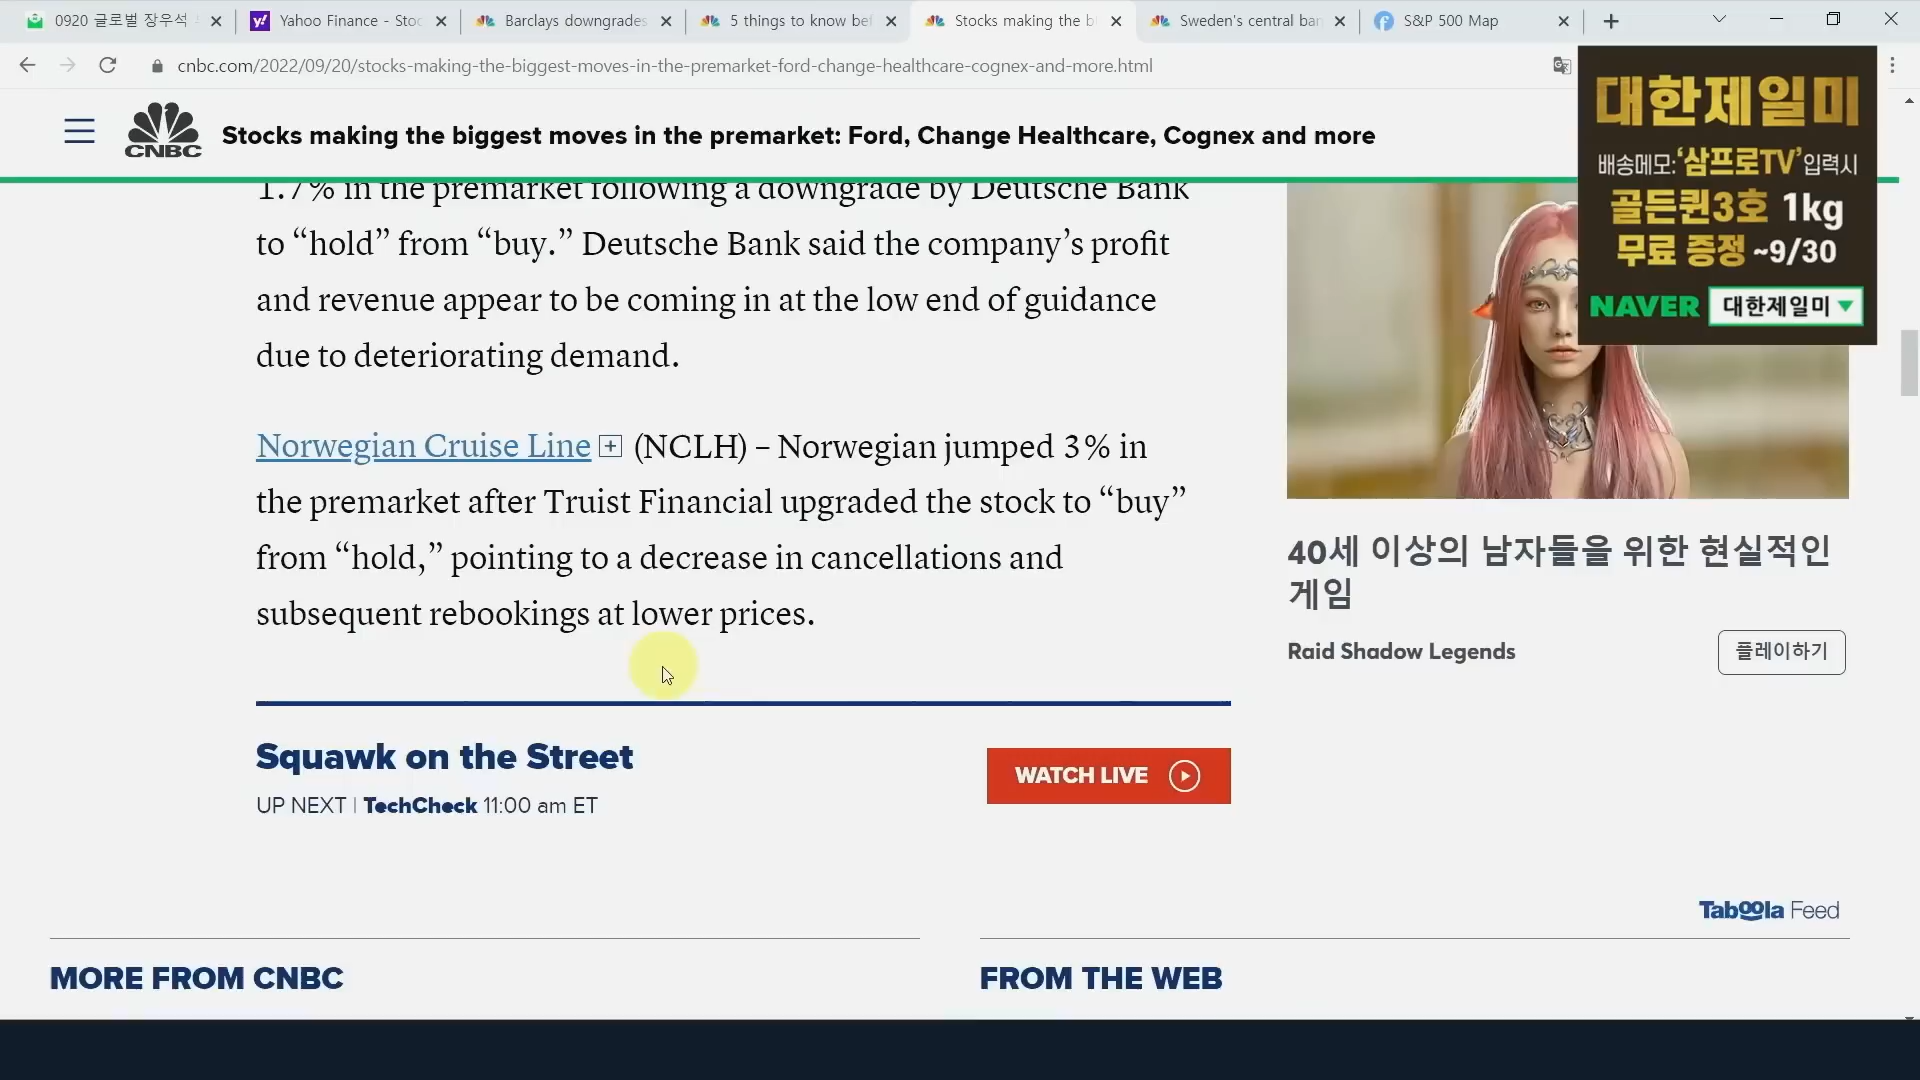 0920 글로벌 장우석
Yahoo Finance - Stoc
Barclays downgrades
5 things to know bef
Stocks making the b
Sweden's central ban
S&P 500 Map
cnbc.com/2022/09/20/stocks-making-the-biggest-moves-in-the-premarket-ford-change-healthcare-cognex-and-more.html
CNBC
Stocks making the biggest moves in the premarket: Ford, Change Healthcare, Cognex and more
1.7% in the premarket following a downgrade by Deutsche Bank
to “hold” from “buy.” Deutsche Bank said the company’s profit
and revenue appear to be coming in at the low end of guidance
due to deteriorating demand.
Norwegian Cruise Line (NCLH) – Norwegian jumped 3% in
the premarket after Truist Financial upgraded the stock to “buy”
from “hold,” pointing to a decrease in cancellations and
subsequent rebookings at lower prices.
Squawk on the Street
UP NEXT | TechCheck 11:00 am ET
WATCH LIVE
대한제일미
배송메모:‘삼프로TV’입력시
골든퀸3호 1kg
무료 증정 ~9/30
NAVER 대한제일미
40세 이상의 남자들을 위한 현실적인
게임
Raid Shadow Legends
플레이하기
Taboola Feed
MORE FROM CNBC
FROM THE WEB